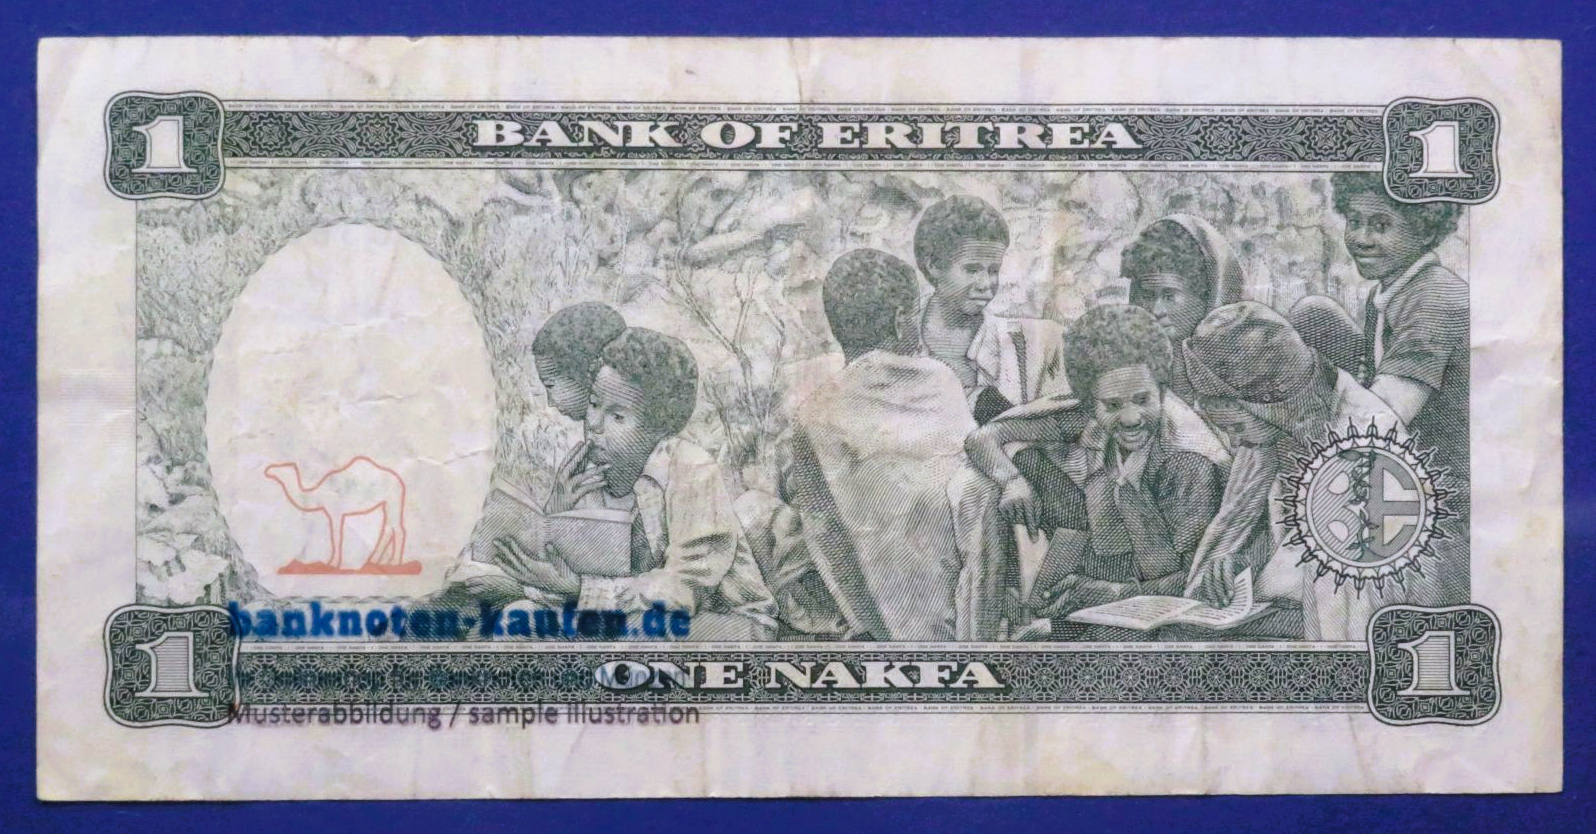 1 BANK OF ERITREA 1
banknoten-kaufen.de
1 ONE NAKFA 1
Musterabbildung / sample illustration